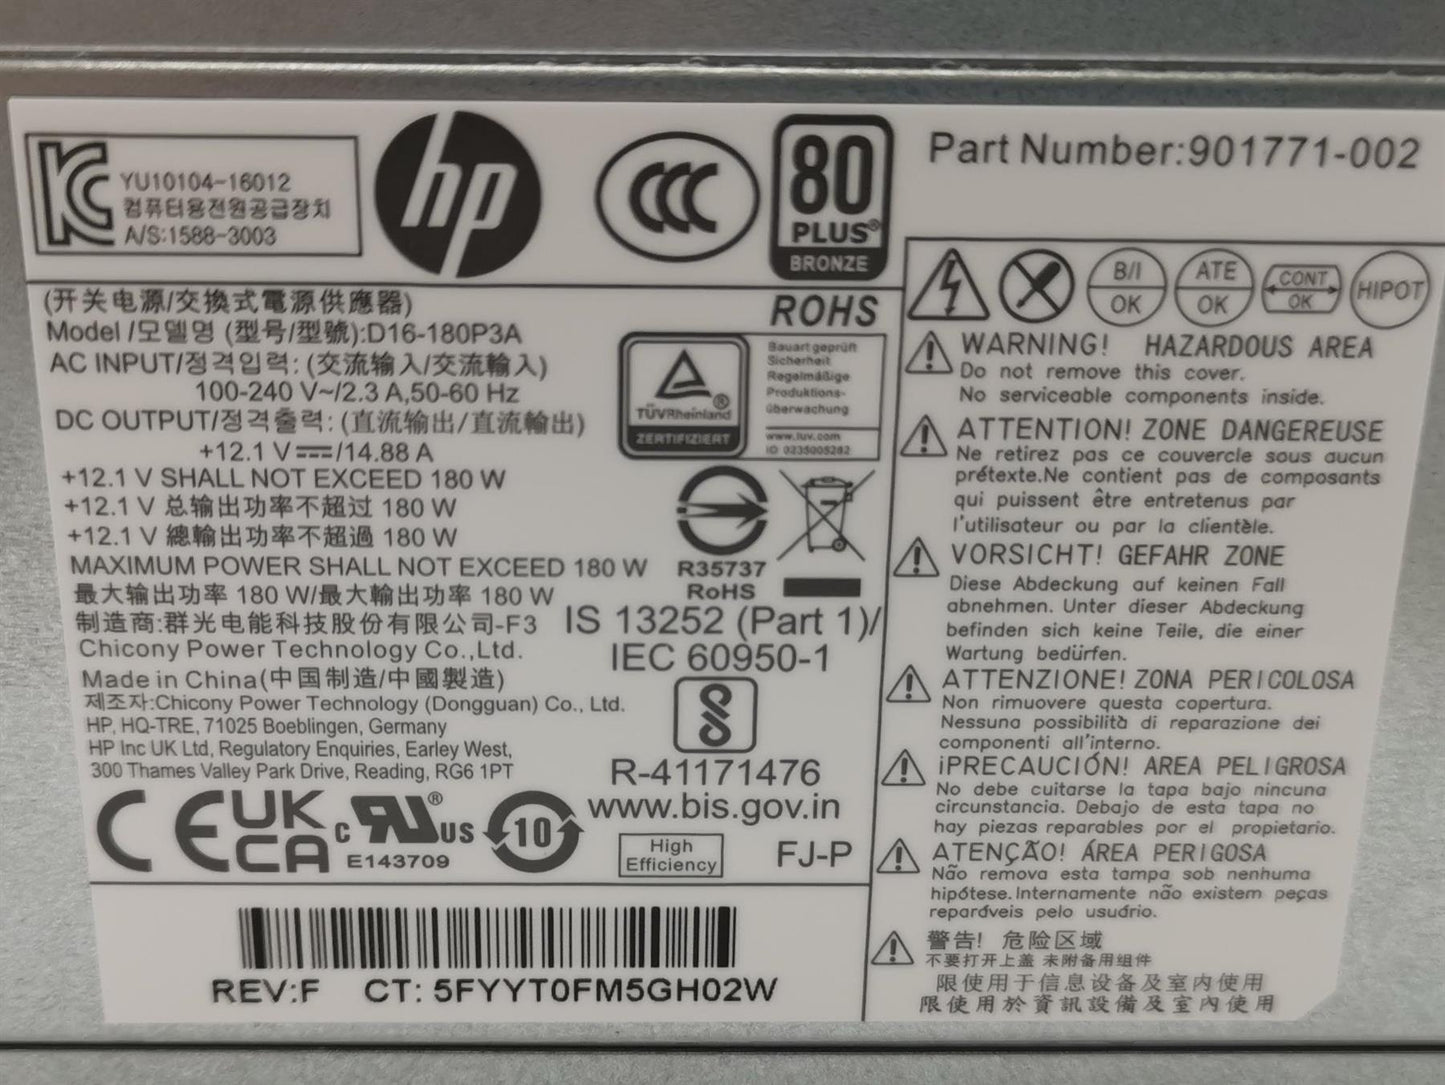 YU10104-16012
컴퓨터용전원공급장치
A/S:1588-3003
hp
CCC
80
PLUS®
BRONZE
Part Number:901771-002
(开关电源/交換式電源供應器)
Model /모델명 (型号/型號):D16-180P3A
AC INPUT/정격입력: (交流输入/交流輸入)
100-240 V~/2.3 A,50-60 Hz
DC OUTPUT/정격출력: (直流输出/直流輸出)
+12.1 V⎓/14.88 A
+12.1 V SHALL NOT EXCEED 180 W
+12.1 V 总输出功率不超过 180 W
+12.1 V 總輸出功率不超過 180 W
MAXIMUM POWER SHALL NOT EXCEED 180 W
最大输出功率 180 W/最大輸出功率 180 W
制造商:群光电能科技股份有限公司-F3
Chicony Power Technology Co.,Ltd.
Made in China(中国制造/中國製造)
제조자:Chicony Power Technology (Dongguan) Co., Ltd.
HP, HQ-TRE, 71025 Boeblingen, Germany
HP Inc UK Ltd, Regulatory Enquiries, Earley West,
300 Thames Valley Park Drive, Reading, RG6 1PT
ROHS
TÜVRheinland®
ZERTIFIZIERT
Bauart geprüft
Sicherheit
Regelmäßige
Produktions-
überwachung
www.tuv.com
ID 0235005282
R35737
RoHS
IS 13252 (Part 1)/
IEC 60950-1
R-41171476
www.bis.gov.in
CE
UK
CA
c RU® US
E143709
10
High
Efficiency
FJ-P
REV:F CT: 5FYYT0FM5GH02W
B/I
OK
ATE
OK
CONT
OK
HIPOT
WARNING! HAZARDOUS AREA
Do not remove this cover.
No serviceable components inside.
ATTENTION! ZONE DANGEREUSE
Ne retirez pas ce couvercle sous aucun
prétexte.Ne contient pas de composants
qui puissent être entretenus par
l'utilisateur ou par la clientèle.
VORSICHT! GEFAHR ZONE
Diese Abdeckung auf keinen Fall
abnehmen. Unter dieser Abdeckung
befinden sich keine Teile, die einer
Wartung bedürfen.
ATTENZIONE! ZONA PERICOLOSA
Non rimuovere questa copertura.
Nessuna possibilità di reparazione dei
componenti all'interno.
¡PRECAUCIÓN! AREA PELIGROSA
No debe cuitarse la tapa bajo ninguna
circunstancia. Debajo de esta tapa no
hay piezas reparables por el propietario.
ATENÇÃO! ÁREA PERIGOSA
Não remova esta tampa sob nenhuma
hipótese.Internamente não existem peças
reparáveis pelo usuário.
警告! 危险区域
不要打开上盖 未附备用组件
限使用于信息设备及室内使用
限使用於資訊設備及室內使用